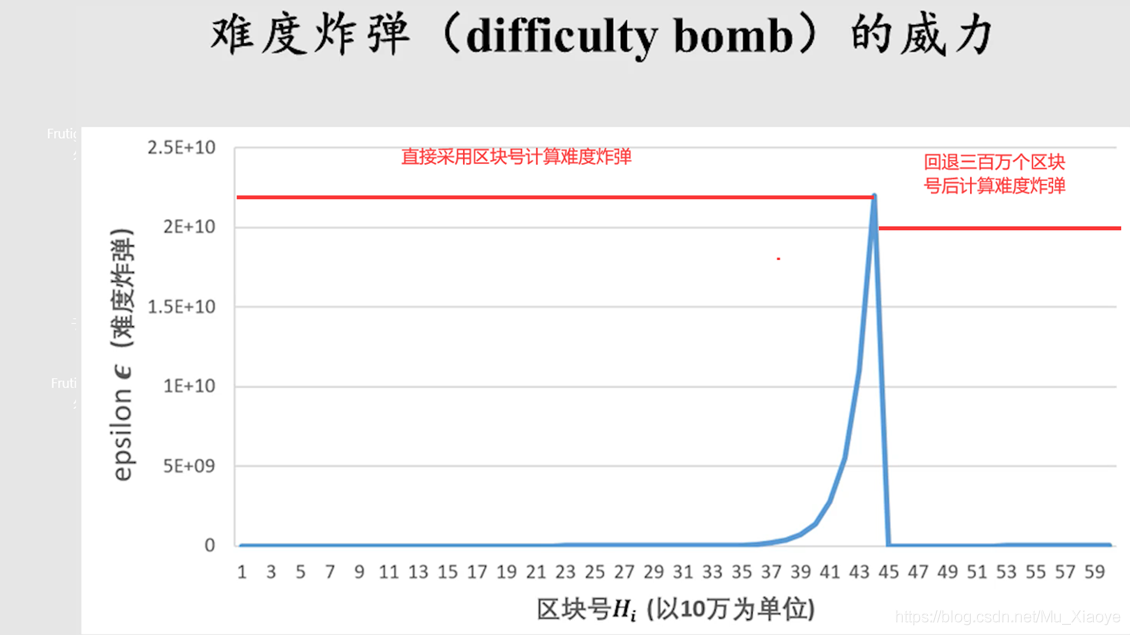 难度炸弹（difficulty bomb）的威力
直接采用区块号计算难度炸弹
回退三百万个区块
号后计算难度炸弹
2.5E+10
2E+10
1.5E+10
1E+10
5E+09
0
epsilon ϵ (难度炸弹)
1 3 5 7 9 11 13 15 17 19 21 23 25 27 29 31 33 35 37 39 41 43 45 47 49 51 53 55 57 59
区块号Hᵢ (以10万为单位)
https://blog.csdn.net/Mu_Xiaoye